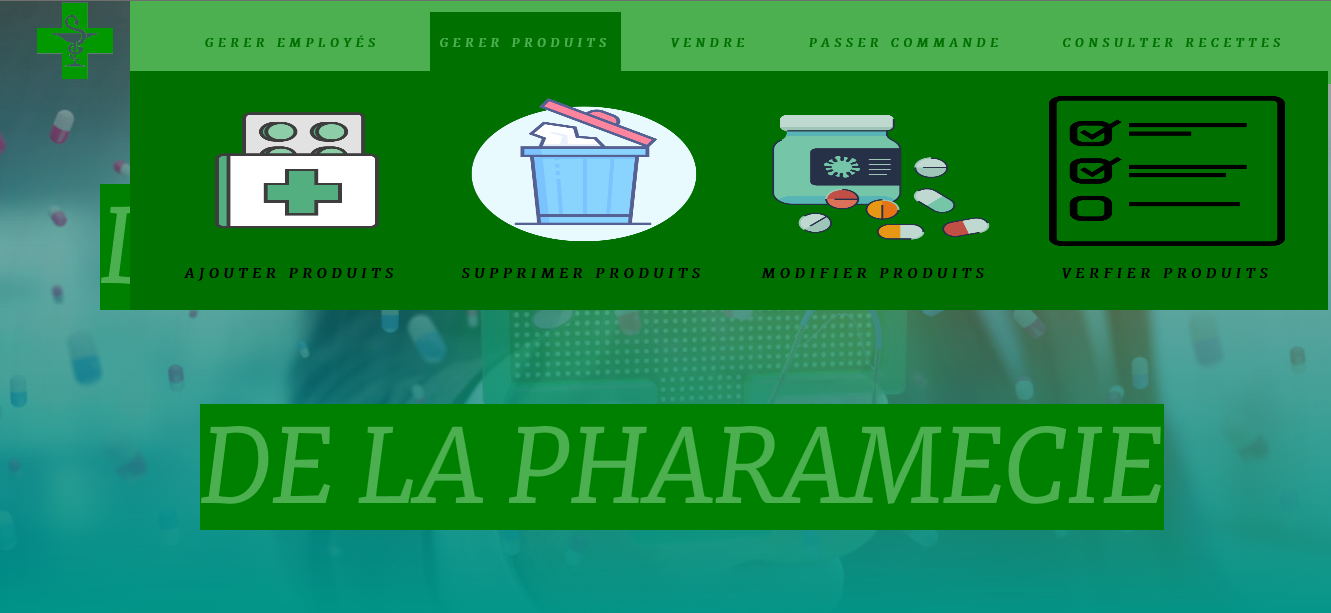 GERER EMPLOYÉS GERER PRODUITS VENDRE PASSER COMMANDE CONSULTER RECETTES
AJOUTER PRODUITS SUPPRIMER PRODUITS MODIFIER PRODUITS VERFIER PRODUITS
DE LA PHARAMECIE